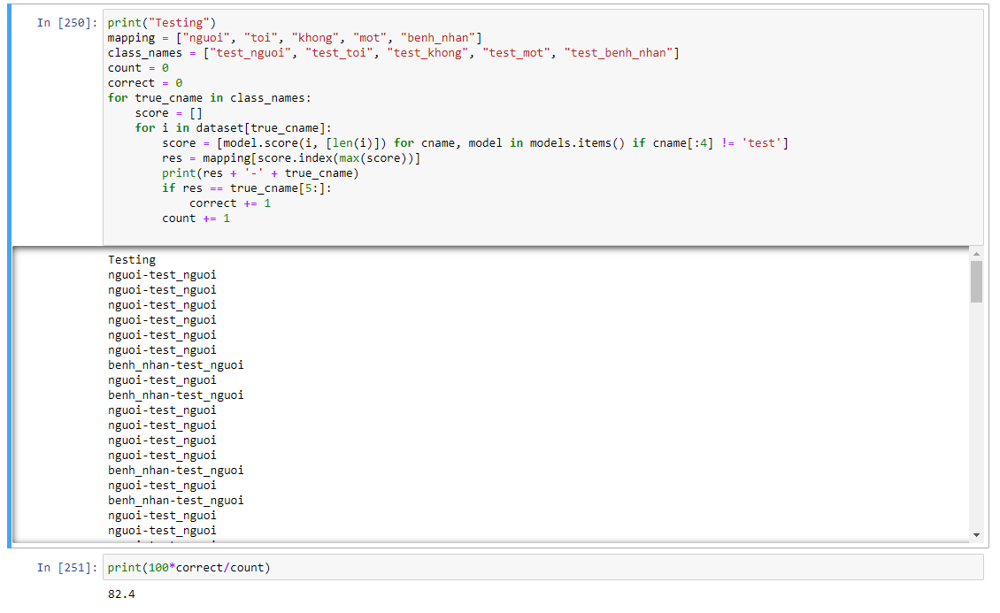 In [250]:
print("Testing")
mapping = ["nguoi", "toi", "khong", "mot", "benh_nhan"]
class_names = ["test_nguoi", "test_toi", "test_khong", "test_mot", "test_benh_nhan"]
count = 0
correct = 0
for true_cname in class_names:
    score = []
    for i in dataset[true_cname]:
        score = [model.score(i, [len(i)]) for cname, model in models.items() if cname[:4] != 'test']
        res = mapping[score.index(max(score))]
        print(res + '-' + true_cname)
        if res == true_cname[5:]:
            correct += 1
        count += 1
Testing
nguoi-test_nguoi
nguoi-test_nguoi
nguoi-test_nguoi
nguoi-test_nguoi
nguoi-test_nguoi
nguoi-test_nguoi
benh_nhan-test_nguoi
nguoi-test_nguoi
benh_nhan-test_nguoi
nguoi-test_nguoi
nguoi-test_nguoi
nguoi-test_nguoi
nguoi-test_nguoi
benh_nhan-test_nguoi
nguoi-test_nguoi
benh_nhan-test_nguoi
nguoi-test_nguoi
nguoi-test_nguoi
In [251]:
print(100*correct/count)
82.4